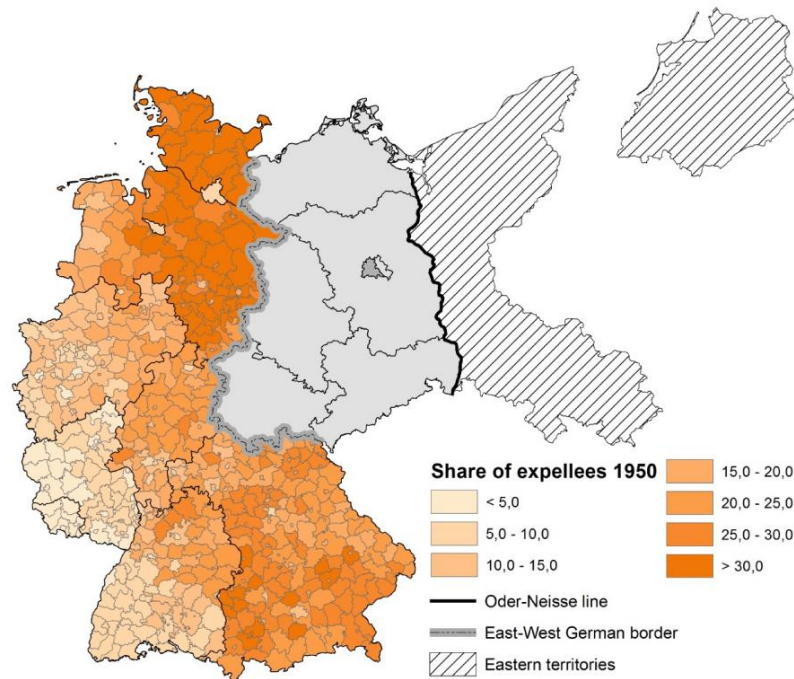 Share of expellees 1950
< 5,0
5,0 - 10,0
10,0 - 15,0
15,0 - 20,0
20,0 - 25,0
25,0 - 30,0
> 30,0
Oder-Neisse line
East-West German border
Eastern territories